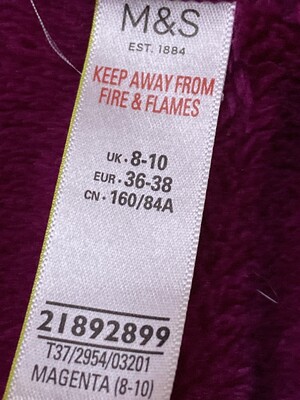 M&S
EST. 1884
KEEP AWAY FROM
FIRE & FLAMES
UK • 8-10
EUR • 36-38
CN • 160/84A
21892899
T37/2954/03201
MAGENTA (8-10)